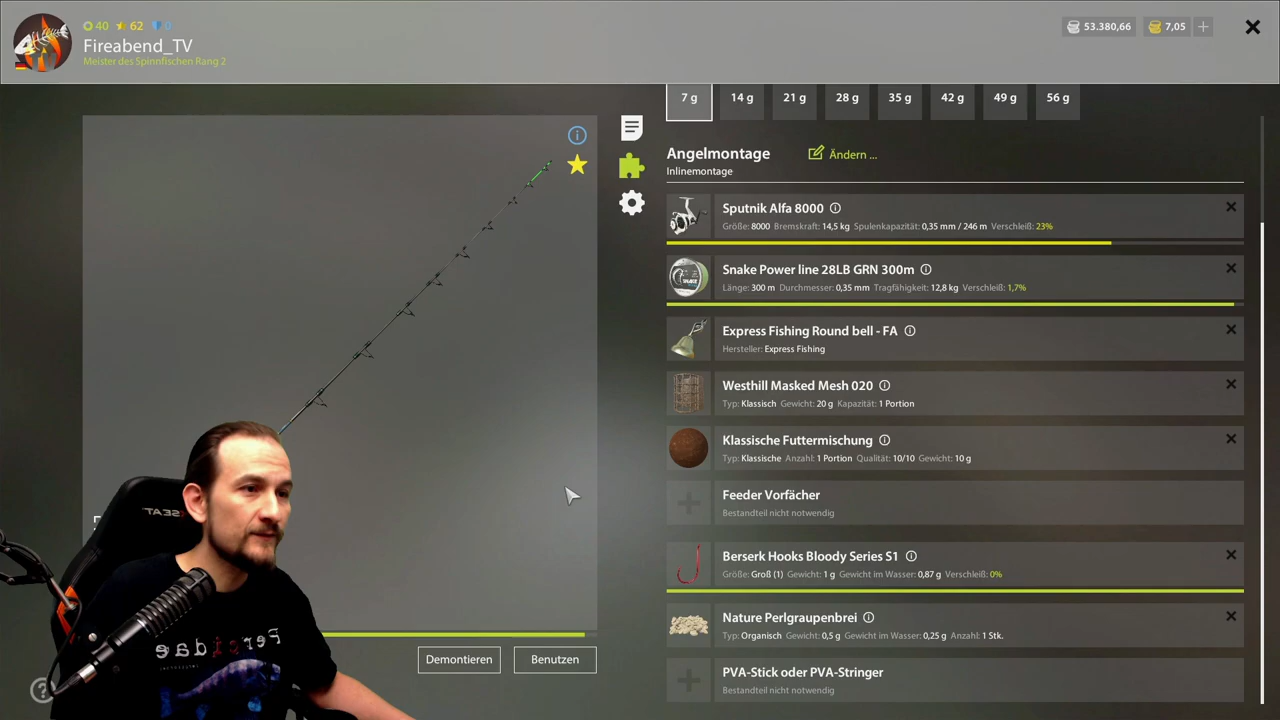 40 62 0
Fireabend_TV
Meister des Spinnfischen Rang 2
53.380,66 7,05
7 g 14 g 21 g 28 g 35 g 42 g 49 g 56 g
Angelmontage
Ändern ...
Inlinemontage
Sputnik Alfa 8000
Größe: 8000 Bremskraft: 14,5 kg Spulenkapazität: 0,35 mm / 246 m Verschleiß: 23%
Snake Power line 28LB GRN 300m
Länge: 300 m Durchmesser: 0,35 mm Tragfähigkeit: 12,8 kg Verschleiß: 1,7%
Express Fishing Round bell - FA
Hersteller: Express Fishing
Westhill Masked Mesh 020
Typ: Klassisch Gewicht: 20 g Kapazität: 1 Portion
Klassische Futtermischung
Typ: Klassische Anzahl: 1 Portion Qualität: 10/10 Gewicht: 10 g
Feeder Vorfächer
Bestandteil nicht notwendig
Berserk Hooks Bloody Series S1
Größe: Groß (1) Gewicht: 1 g Gewicht im Wasser: 0,87 g Verschleiß: 0%
Nature Perlgraupenbrei
Typ: Organisch Gewicht: 0,5 g Gewicht im Wasser: 0,25 g Anzahl: 1 Stk.
PVA-Stick oder PVA-Stringer
Bestandteil nicht notwendig
Demontieren
Benutzen